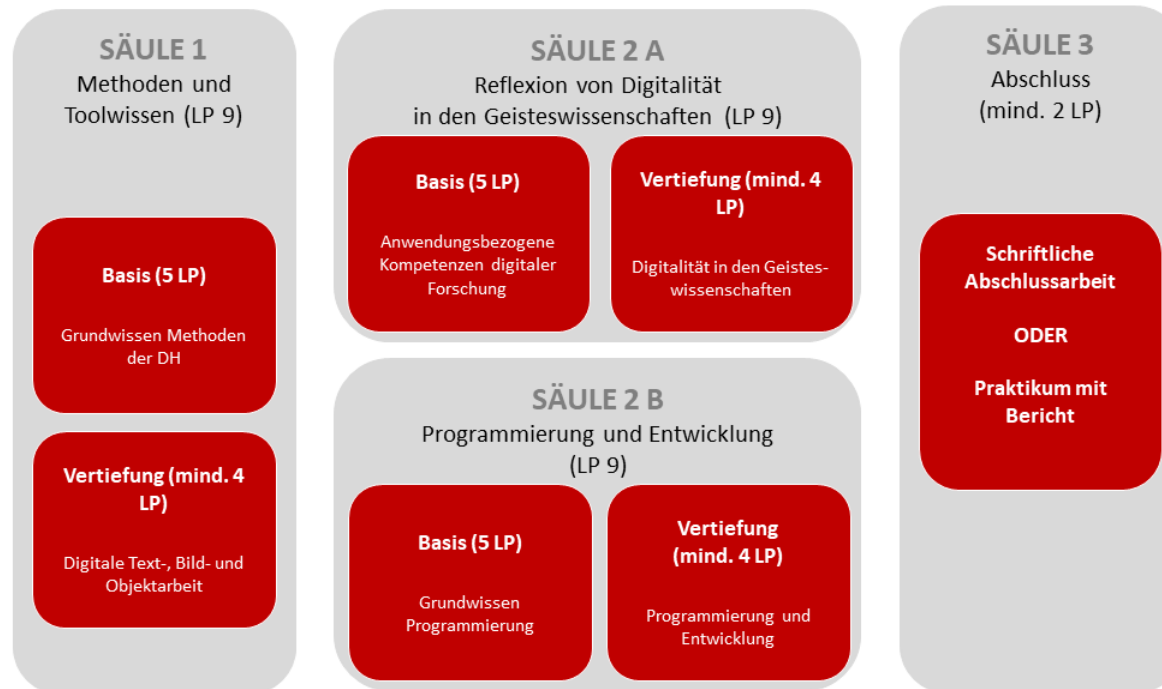 SÄULE 1
Methoden und
Toolwissen (LP 9)
Basis (5 LP)
Grundwissen Methoden
der DH
Vertiefung (mind. 4
LP)
Digitale Text-, Bild- und
Objektarbeit
SÄULE 2 A
Reflexion von Digitalität
in den Geisteswissenschaften (LP 9)
Basis (5 LP)
Anwendungsbezogene
Kompetenzen digitaler
Forschung
Vertiefung (mind. 4
LP)
Digitalität in den Geistes-
wissenschaften
SÄULE 2 B
Programmierung und Entwicklung
(LP 9)
Basis (5 LP)
Grundwissen
Programmierung
Vertiefung
(mind. 4 LP)
Programmierung und
Entwicklung
SÄULE 3
Abschluss
(mind. 2 LP)
Schriftliche
Abschlussarbeit
ODER
Praktikum mit
Bericht